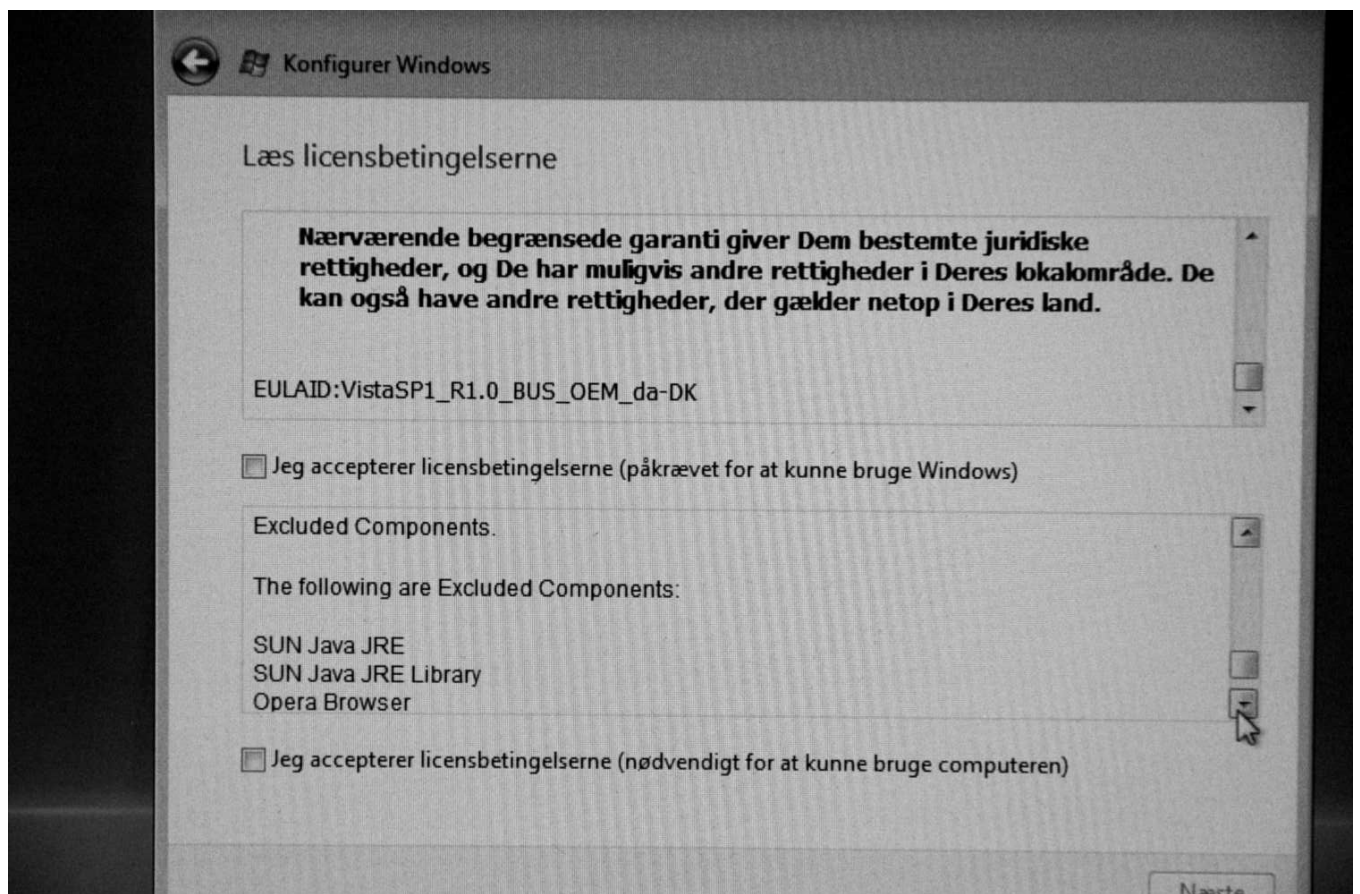 Konfigurer Windows
Læs licensbetingelserne
Nærværende begrænsede garanti giver Dem bestemte juridiske
rettigheder, og De har muligvis andre rettigheder i Deres lokalområde. De
kan også have andre rettigheder, der gælder netop i Deres land.
EULAID:VistaSP1_R1.0_BUS_OEM_da-DK
Jeg accepterer licensbetingelserne (påkrævet for at kunne bruge Windows)
Excluded Components.
The following are Excluded Components:
SUN Java JRE
SUN Java JRE Library
Opera Browser
Jeg accepterer licensbetingelserne (nødvendigt for at kunne bruge computeren)
Næste